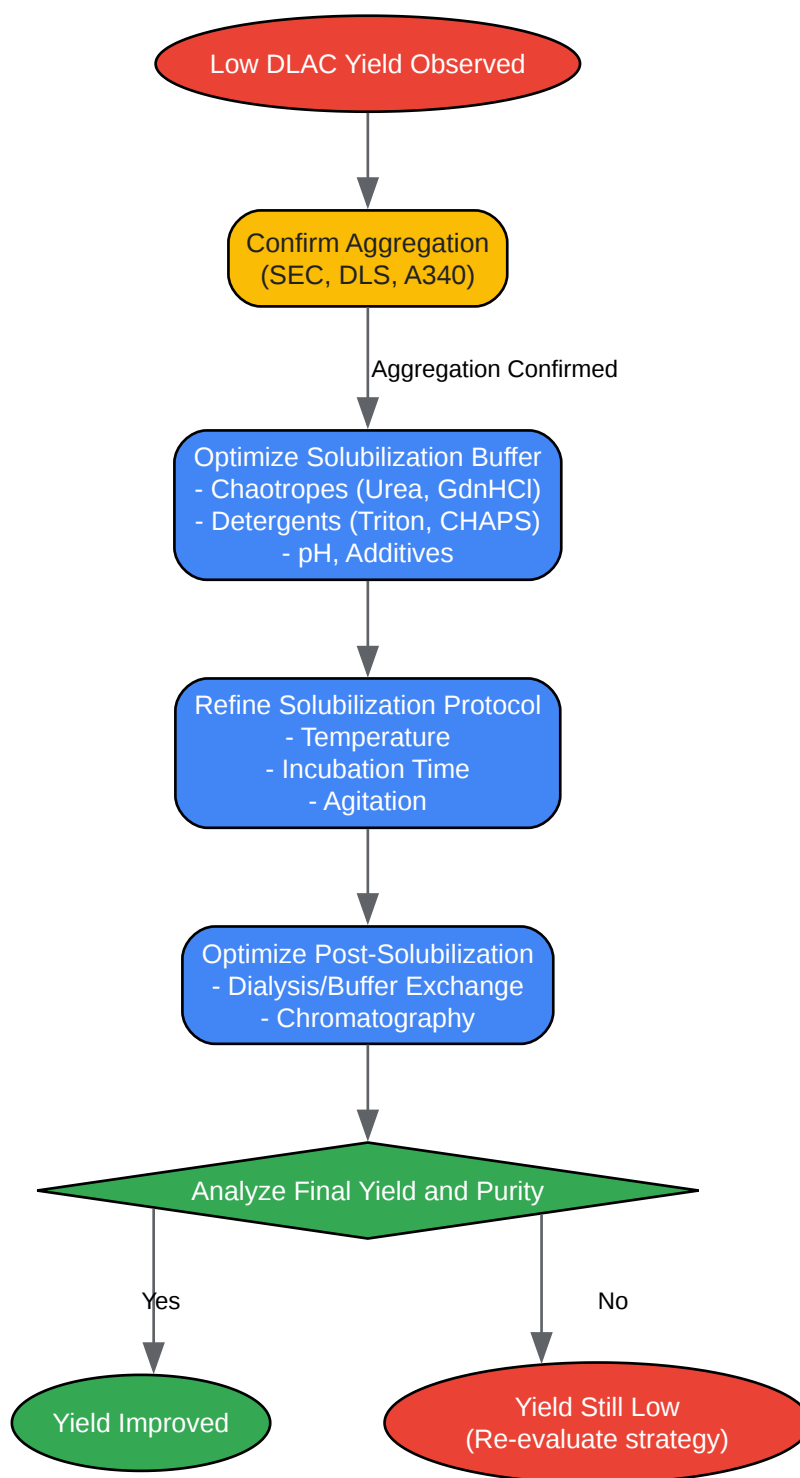 Low DLAC Yield Observed
Confirm Aggregation
(SEC, DLS, A340)
Aggregation Confirmed
Optimize Solubilization Buffer
- Chaotropes (Urea, GdnHCl)
- Detergents (Triton, CHAPS)
- pH, Additives
Refine Solubilization Protocol
- Temperature
- Incubation Time
- Agitation
Optimize Post-Solubilization
- Dialysis/Buffer Exchange
- Chromatography
Analyze Final Yield and Purity
Yes
No
Yield Improved
Yield Still Low
(Re-evaluate strategy)